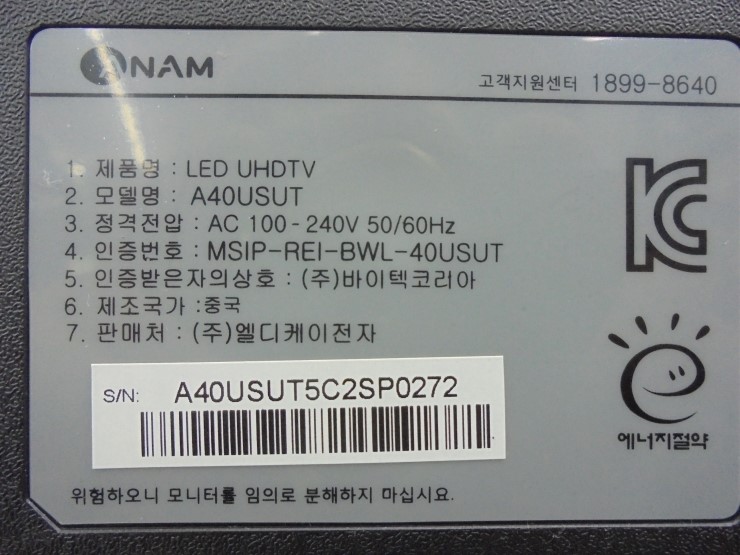 ANAM
고객지원센터 1899-8640
1. 제품명 : LED UHDTV
2. 모델명 : A40USUT
3. 정격전압 : AC 100 - 240V 50/60Hz
4. 인증번호 : MSIP-REI-BWL-40USUT
5. 인증받은자의상호 : (주)바이텍코리아
6. 제조국가 :중국
7. 판매처 : (주)엘디케이전자
S/N: A40USUT5C2SP0272
에너지절약
위험하오니 모니터를 임의로 분해하지 마십시요.